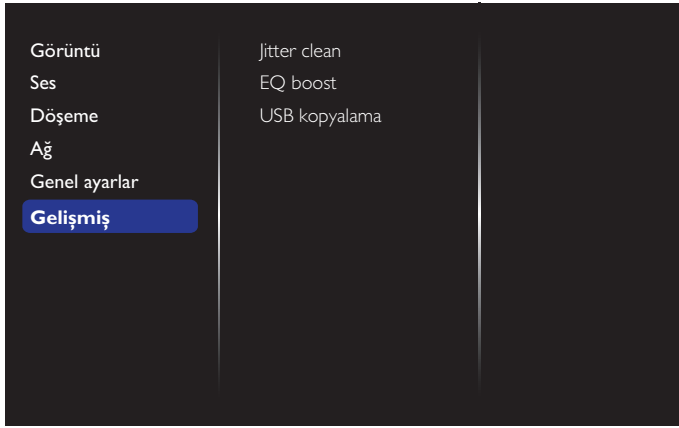 Görüntü
Ses
Döşeme
Ağ
Genel ayarlar
Gelişmiş
Jitter clean
EQ boost
USB kopyalama